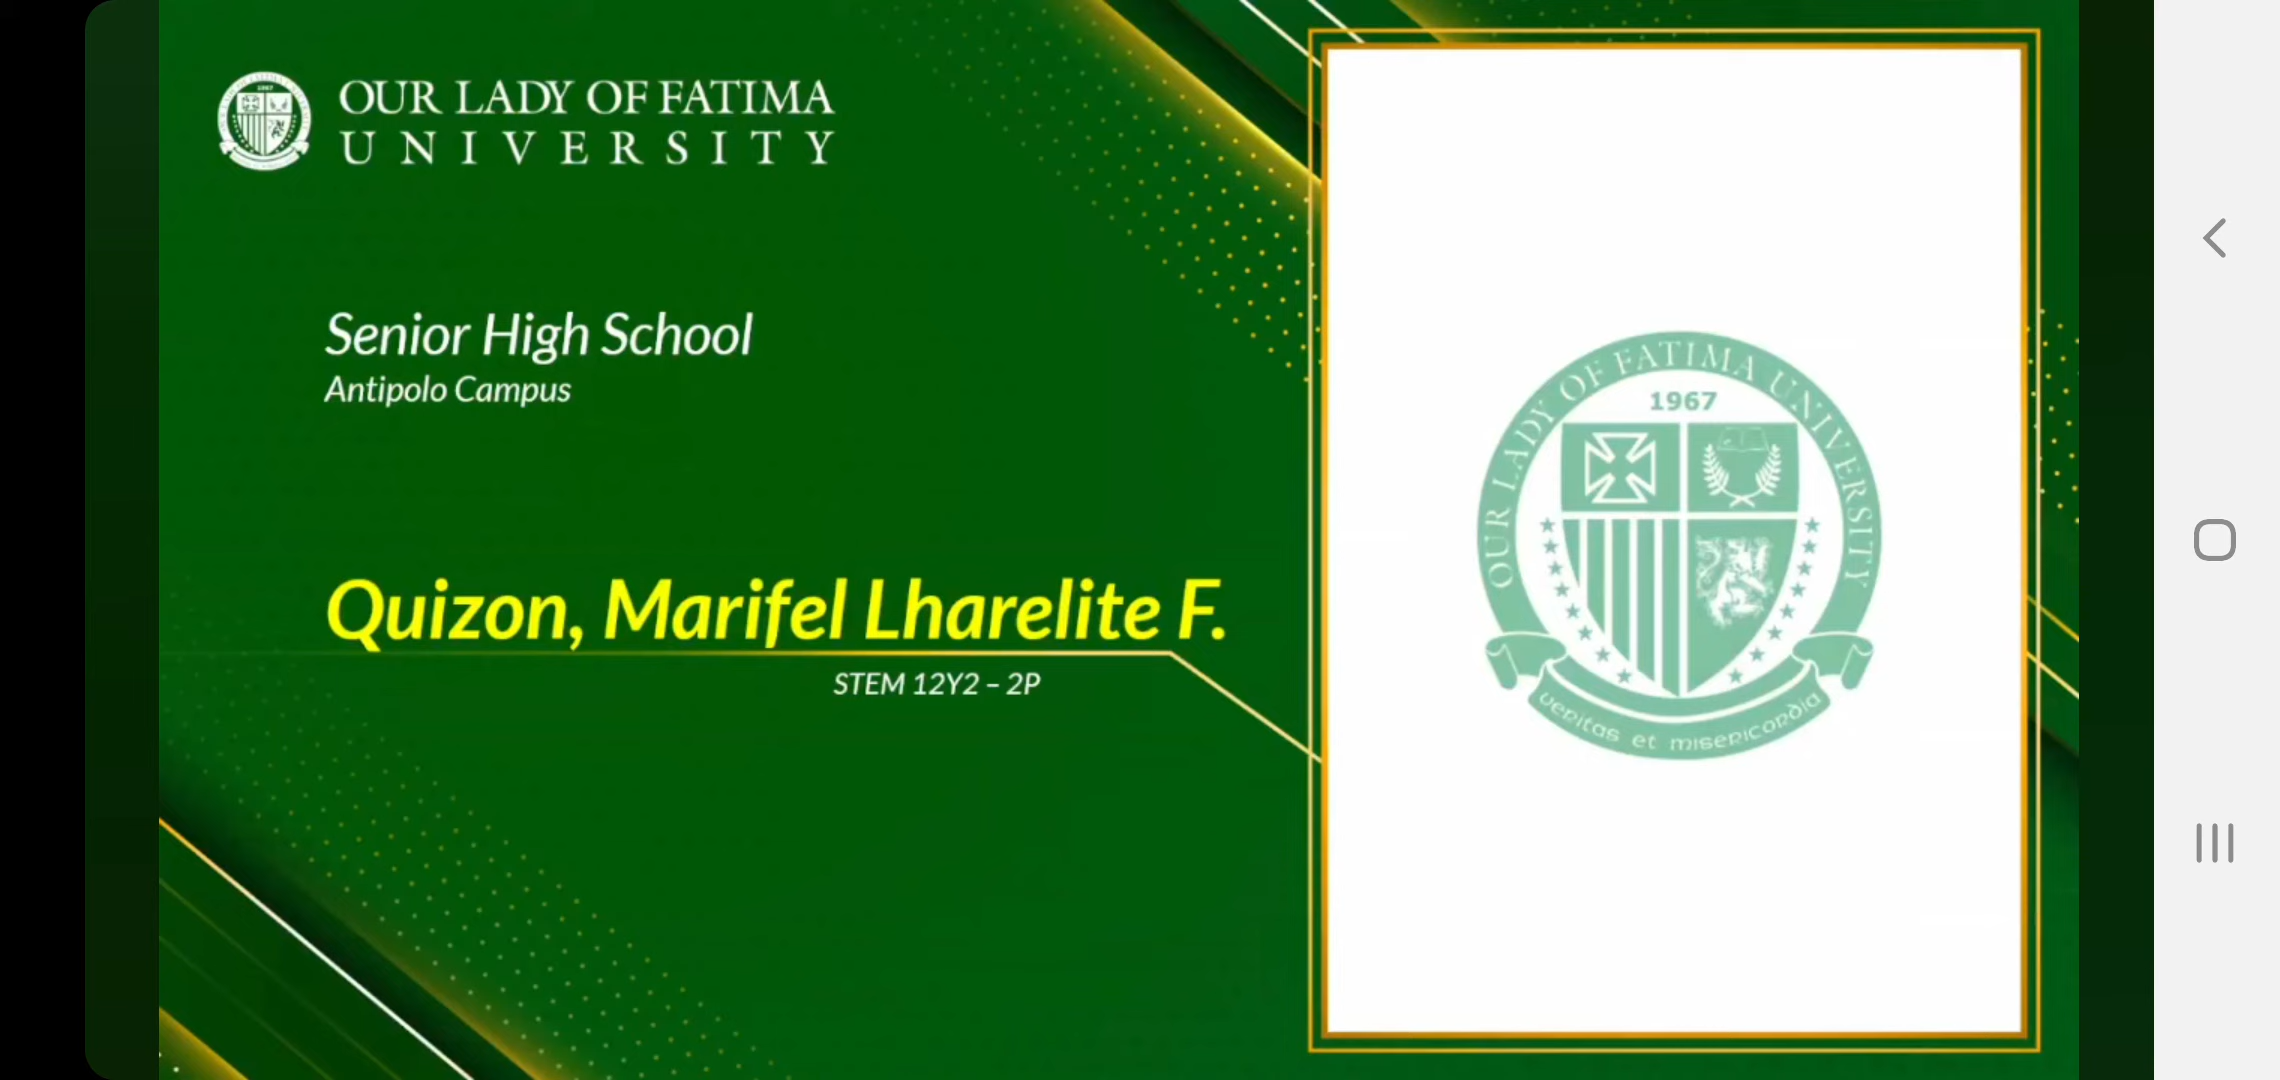 OUR LADY OF FATIMA
UNIVERSITY
Senior High School
Antipolo Campus
Quizon, Marifel Lharelite F.
STEM 12Y2 – 2P
OUR LADY OF FATIMA UNIVERSITY
1967
veritas et misericordia